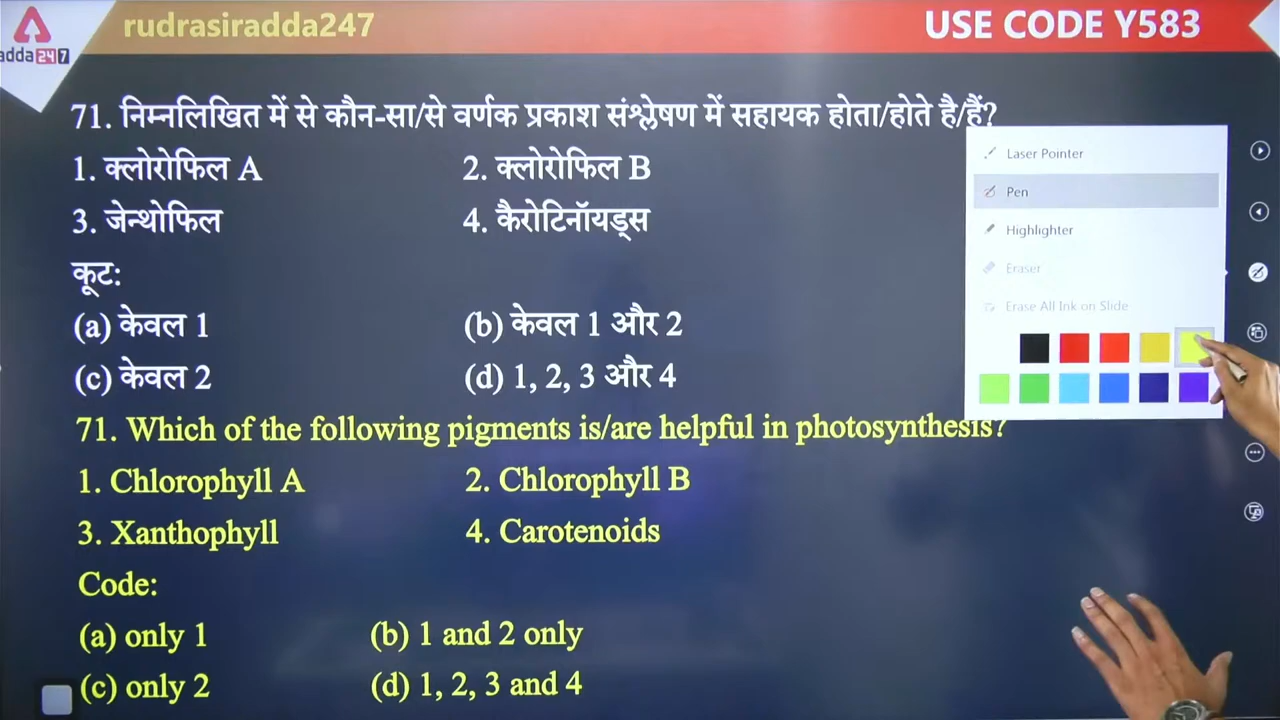 rudrasiradda247
USE CODE Y583
adda247
71. निम्नलिखित में से कौन-सा/से वर्णक प्रकाश संश्लेषण में सहायक होता/होते है/हैं?
1. क्लोरोफिल A 2. क्लोरोफिल B
3. जेन्थोफिल 4. कैरोटिनॉयड्स
कूट:
(a) केवल 1 (b) केवल 1 और 2
(c) केवल 2 (d) 1, 2, 3 और 4
71. Which of the following pigments is/are helpful in photosynthesis?
1. Chlorophyll A 2. Chlorophyll B
3. Xanthophyll 4. Carotenoids
Code:
(a) only 1 (b) 1 and 2 only
(c) only 2 (d) 1, 2, 3 and 4
Laser Pointer
Pen
Highlighter
Eraser
Erase All Ink on Slide